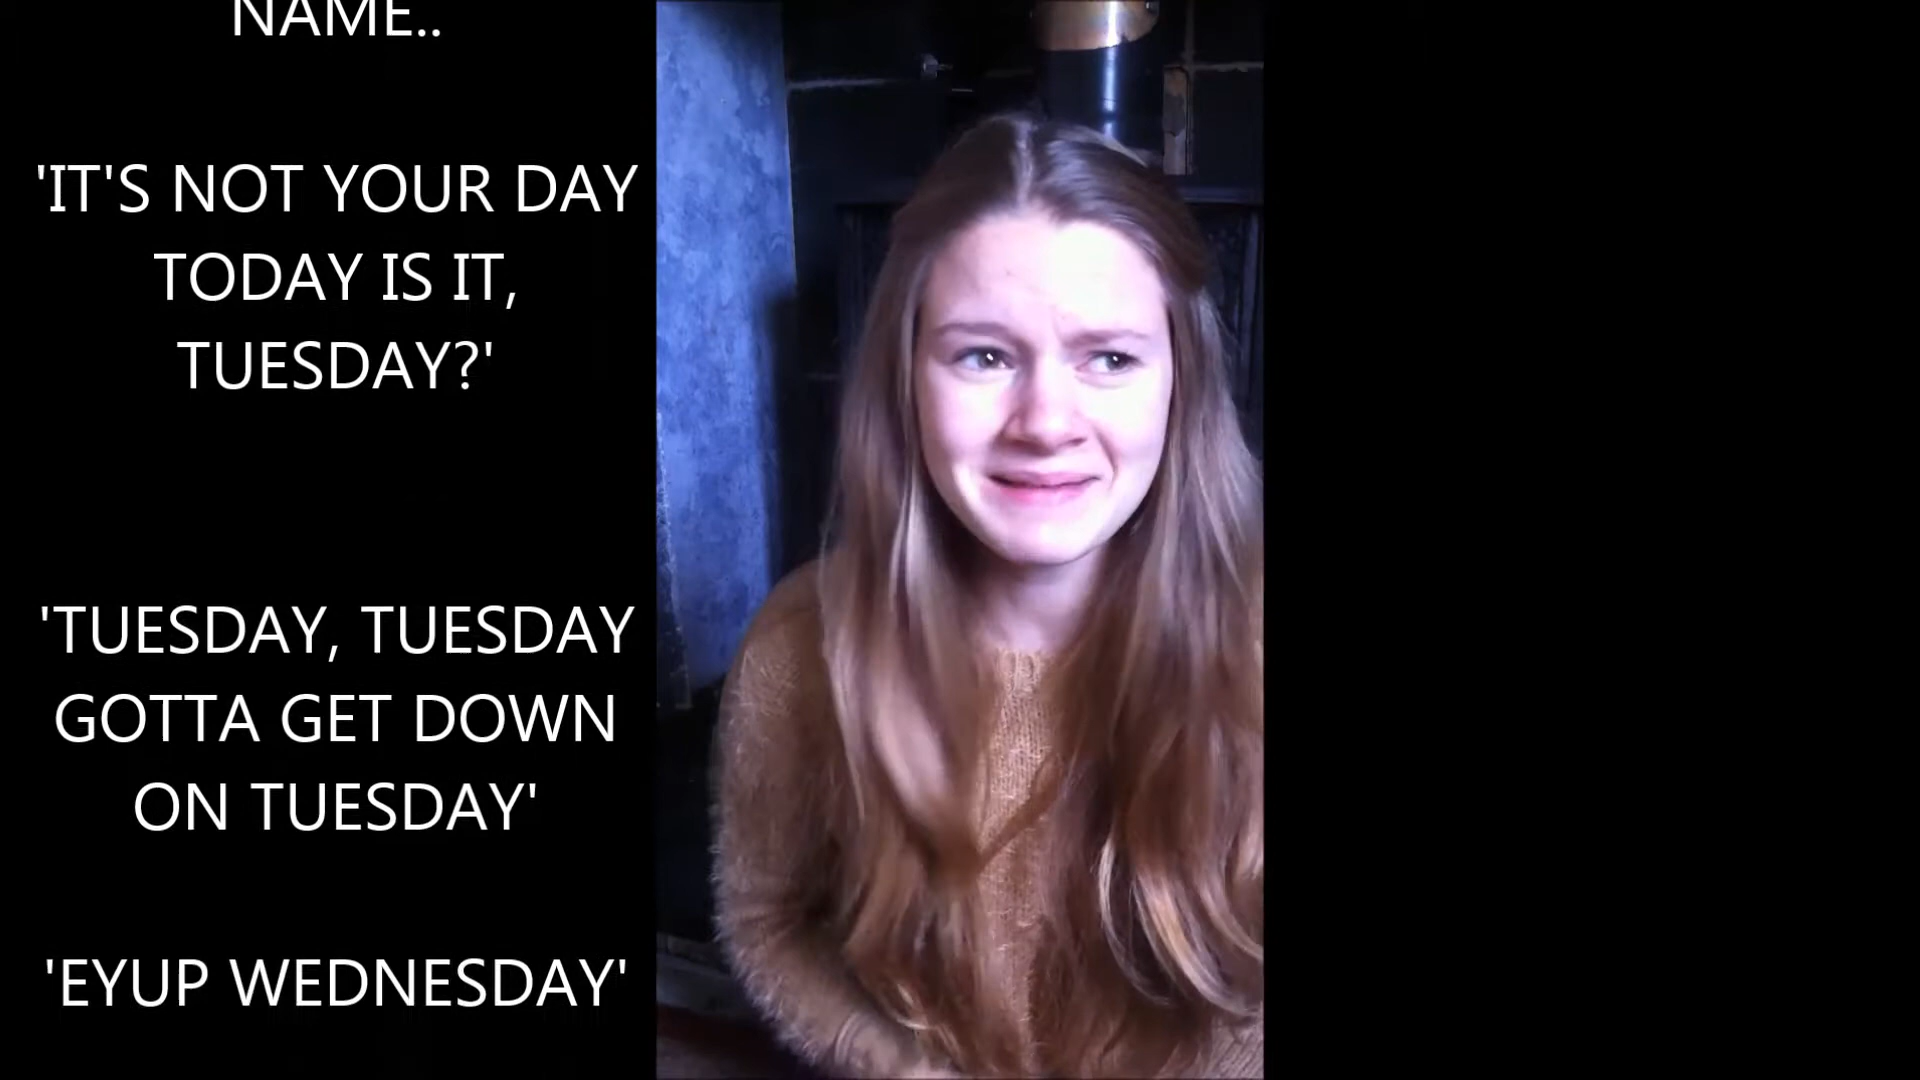 NAME..
'IT'S NOT YOUR DAY
TODAY IS IT,
TUESDAY?'
'TUESDAY, TUESDAY
GOTTA GET DOWN
ON TUESDAY'
'EYUP WEDNESDAY'